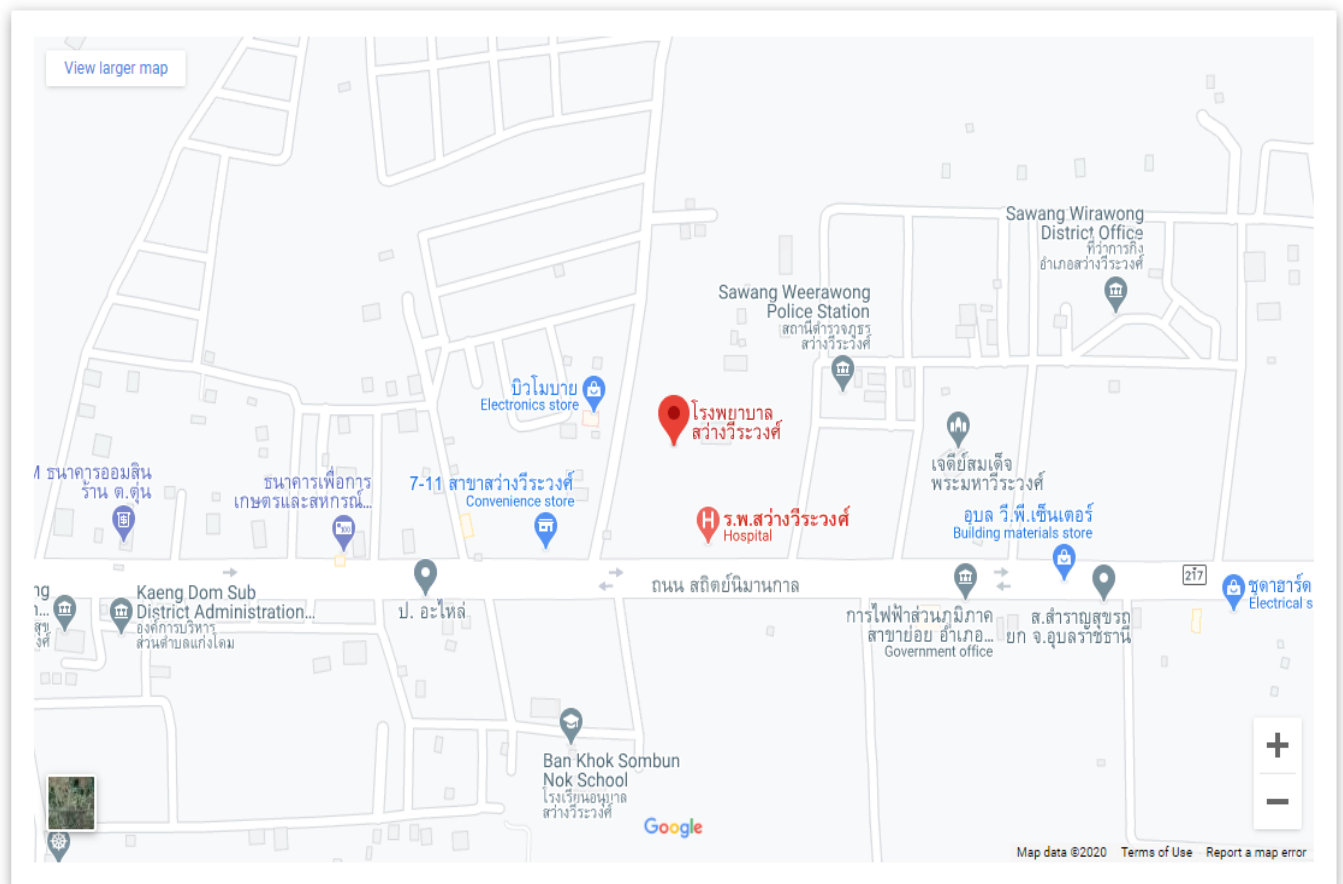 View larger map
Sawang Wirawong
District Office
ที่ว่าการกิ่ง
อำเภอสว่างวีระวงศ์
Sawang Weerawong
Police Station
สถานีตำรวจภูธร
สว่างวีระวงศ์
บิวโมบาย
Electronics store
โรงพยาบาล
สว่างวีระวงศ์
เจดีย์สมเด็จ
พระมหาวีระวงศ์
ธนาคารออมสิน
ร้าน ต.ตุ่น
ธนาคารเพื่อการ
เกษตรและสหกรณ์...
7-11 สาขาสว่างวีระวงศ์
Convenience store
H
ร.พ.สว่างวีระวงศ์
Hospital
อุบล วี.พี.เซ็นเตอร์
Building materials store
ถนน สถิตย์นิมานกาล
217
Kaeng Dom Sub
District Administration...
องค์การบริหาร
ส่วนตำบลแก่งโดม
ป. อะไหล่
การไฟฟ้าส่วนภูมิภาค
สาขาย่อย อำเภอ...
Government office
ส.สำราญสุขรถ
ยก จ.อุบลราชธานี
ชุดาฮาร์ด
Electrical s
Ban Khok Sombun
Nok School
โรงเรียนอนุบาล
สว่างวีระวงศ์
+
−
Google
Map data ©2020 Terms of Use Report a map error